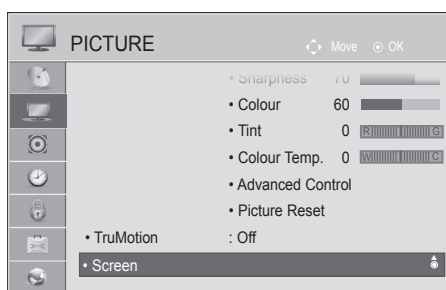 PICTURE
Move OK
• Sharpness 70
• Colour 60
• Tint 0 R G
• Colour Temp. 0 W C
• Advanced Control
• Picture Reset
• TruMotion : Off
• Screen